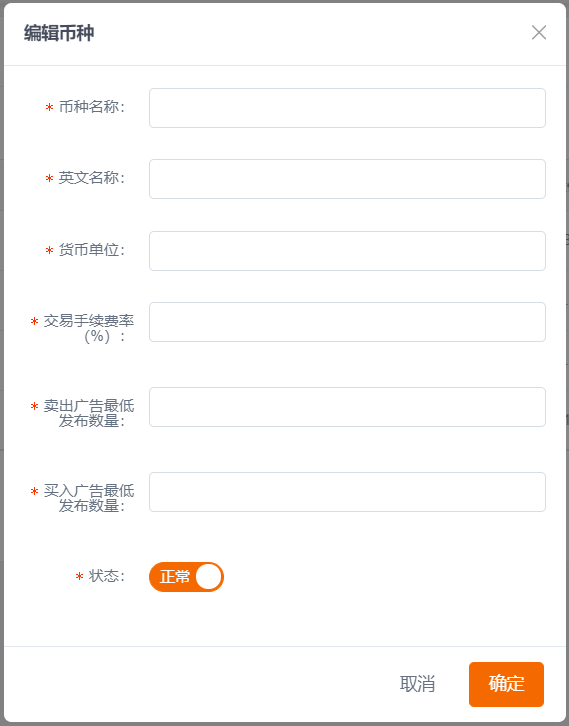 编辑币种
* 币种名称：
* 英文名称：
* 货币单位：
* 交易手续费率
（%）：
* 卖出广告最低
发布数量：
* 买入广告最低
发布数量：
* 状态：
正常
取消
确定